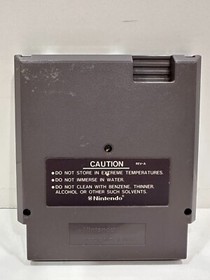 CAUTION
REV-A
●DO NOT STORE IN EXTREME TEMPERATURES.
●DO NOT IMMERSE IN WATER.
●DO NOT CLEAN WITH BENZENE, THINNER,
ALCOHOL OR OTHER SUCH SOLVENTS.
Nintendo